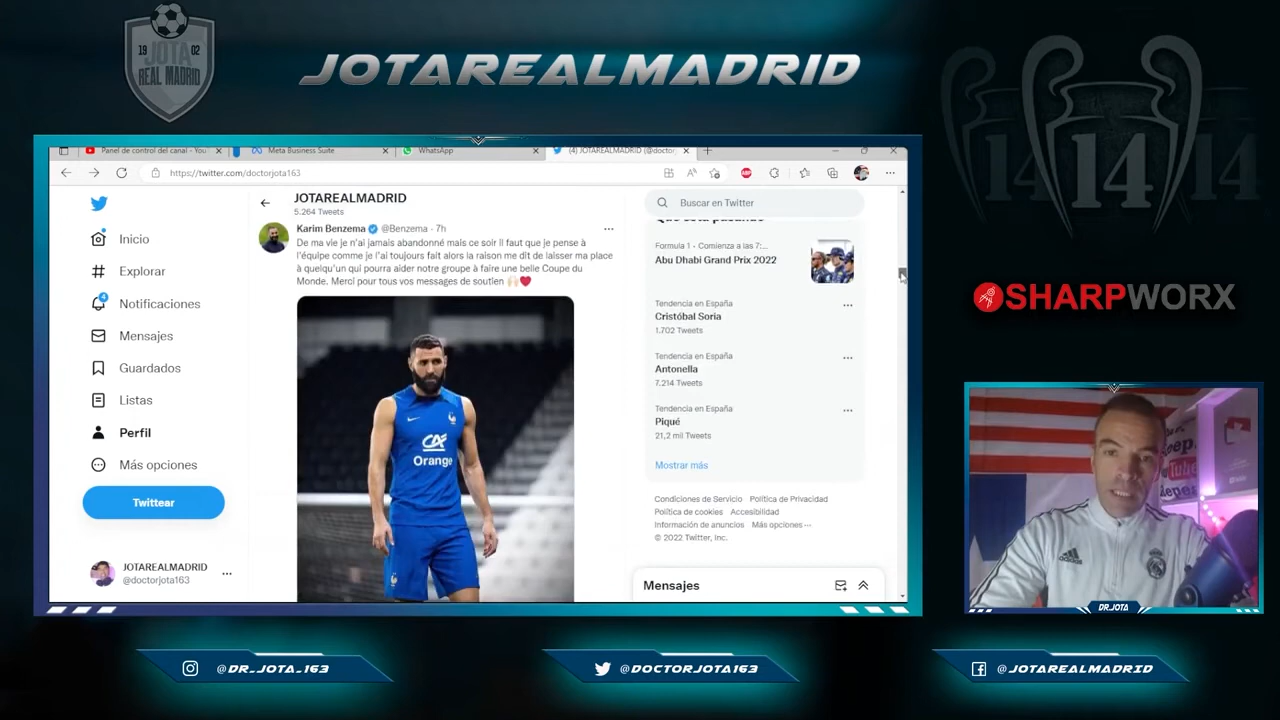 19 JOTA 02
REAL MADRID
JOTAREALMADRID
14 14 14
Panel de control del canal - You
Meta Business Suite
WhatsApp
(4) JOTAREALMADRID (@doctorj
https://twitter.com/doctorjota163
JOTAREALMADRID
5.264 Tweets
Karim Benzema @Benzema · 7h
De ma vie je n'ai jamais abandonné mais ce soir il faut que je pense à
l'équipe comme je l'ai toujours fait alors la raison me dit de laisser ma place
à quelqu'un qui pourra aider notre groupe à faire une belle Coupe du
Monde. Merci pour tous vos messages de soutien 🙌🏻❤️
CA
Orange
Inicio
Explorar
4
Notificaciones
Mensajes
Guardados
Listas
Perfil
Más opciones
Twittear
JOTAREALMADRID
@doctorjota163
Buscar en Twitter
Qué está pasando
Formula 1 · Comienza a las 7:...
Abu Dhabi Grand Prix 2022
Tendencia en España
Cristóbal Soria
1.702 Tweets
Tendencia en España
Antonella
7.214 Tweets
Tendencia en España
Piqué
21,2 mil Tweets
Mostrar más
Condiciones de Servicio Política de Privacidad
Política de cookies Accesibilidad
Información de anuncios Más opciones ···
© 2022 Twitter, Inc.
Mensajes
SHARPWORX
adidas
DR.JOTA
@DR_JOTA_163
@DOCTORJOTA163
@JOTAREALMADRID